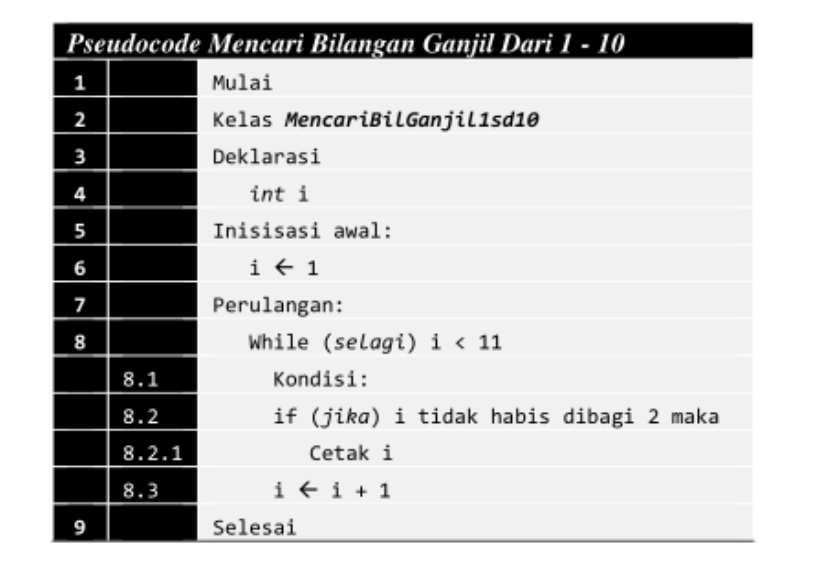 Pseudocode Mencari Bilangan Ganjil Dari 1 - 10
1 Mulai
2 Kelas MencariBilGanjil1sd10
3 Deklarasi
4 int i
5 Inisisasi awal:
6 i ← 1
7 Perulangan:
8 While (selagi) i < 11
8.1 Kondisi:
8.2 if (jika) i tidak habis dibagi 2 maka
8.2.1 Cetak i
8.3 i ← i + 1
9 Selesai